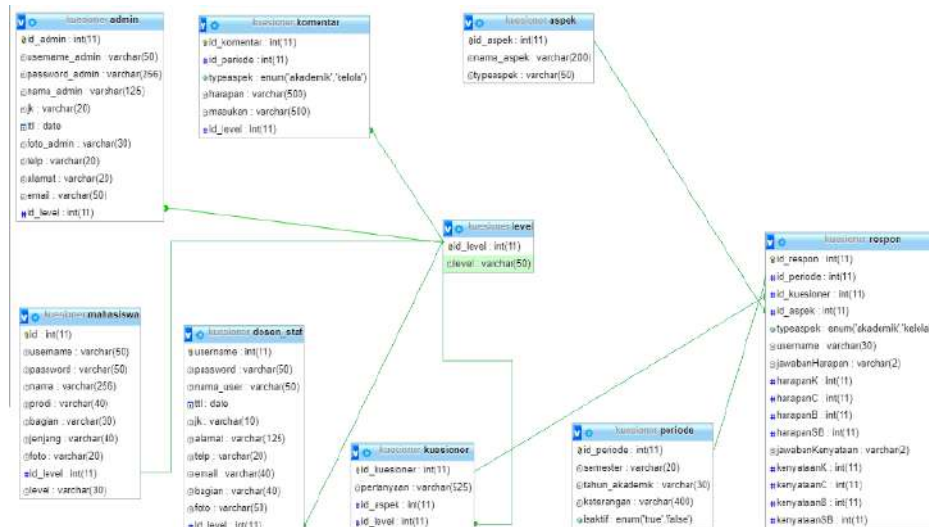 kuesioner admin
id_admin : int(11)
username_admin : varchar(50)
password_admin : varchar(256)
nama_admin : varchar(125)
jk : varchar(20)
ttl : date
foto_admin : varchar(30)
telp : varchar(20)
alamat : varchar(20)
email : varchar(50)
id_level : int(11)
kuesioner komentar
id_komentar : int(11)
id_periode : int(11)
typeaspek : enum('akademik','kelola')
harapan : varchar(500)
masukan : varchar(500)
id_level : int(11)
kuesioner aspek
id_aspek : int(11)
nama_aspek : varchar(200)
typeaspek : varchar(50)
kuesioner level
id_level : int(11)
level : varchar(50)
kuesioner respon
id_respon : int(11)
id_periode : int(11)
id_kuesioner : int(11)
id_aspek : int(11)
typeaspek : enum('akademik','kelola
username : varchar(30)
jawabanHarapan : varchar(2)
harapanK : int(11)
harapanC : int(11)
harapanB : int(11)
harapanSB : int(11)
jawabanKenyataan : varchar(2)
kenyataanK : int(11)
kenyataanC : int(11)
kenyataanB : int(11)
kenyataanSB : int(11)
kuesioner mahasiswa
id : int(11)
username : varchar(50)
password : varchar(50)
nama : varchar(256)
prodi : varchar(40)
bagian : varchar(30)
jenjang : varchar(40)
foto : varchar(20)
id_level : int(11)
level : varchar(30)
kuesioner dosen_staf
username : int(11)
password : varchar(50)
nama_user : varchar(50)
ttl : date
jk : varchar(10)
alamat : varchar(125)
telp : varchar(20)
email : varchar(40)
bagian : varchar(40)
foto : varchar(50)
id_level : int(11)
kuesioner kuesioner
id_kuesioner : int(11)
pertanyaan : varchar(525)
id_aspek : int(11)
id_level : int(11)
kuesioner periode
id_periode : int(11)
semester : varchar(20)
tahun_akademik : varchar(30)
keterangan : varchar(400)
isaktif : enum('true','false')